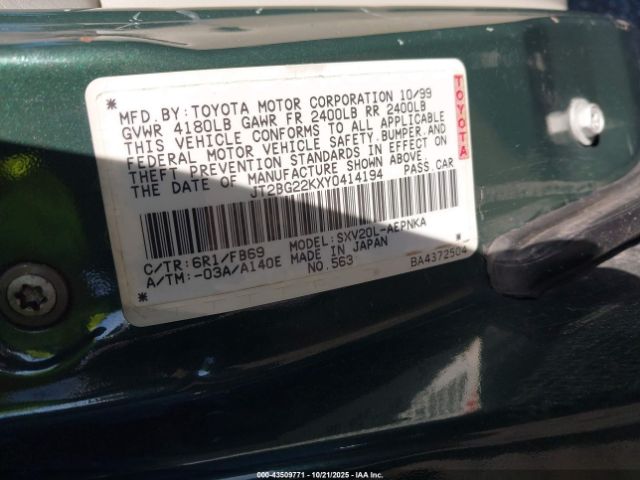 MFD. BY: TOYOTA MOTOR CORPORATION 10/99
GVWR 4180LB GAWR FR 2400LB RR 2400LB
THIS VEHICLE CONFORMS TO ALL APPLICABLE
FEDERAL MOTOR VEHICLE SAFETY,BUMPER,AND
THEFT PREVENTION STANDARDS IN EFFECT ON
THE DATE OF MANUFACTURE SHOWN ABOVE.
*JT2BG22KXY0414194* PASS CAR
C/TR:6R1/FB69 MODEL:SXV20L-AEPNKA
A/TM:-03A/A140E MADE IN JAPAN
NO.563 BA4372504
TOYOTA
000-43509771 - 10/21/2025 - IAA Inc.